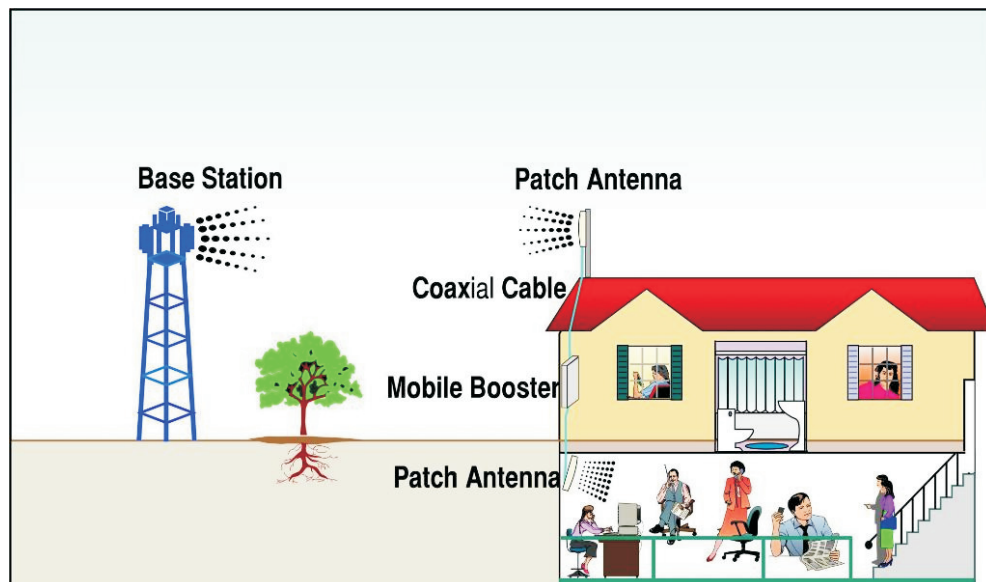 Base Station
Patch Antenna
Coaxial Cable
Mobile Booster
Patch Antenna